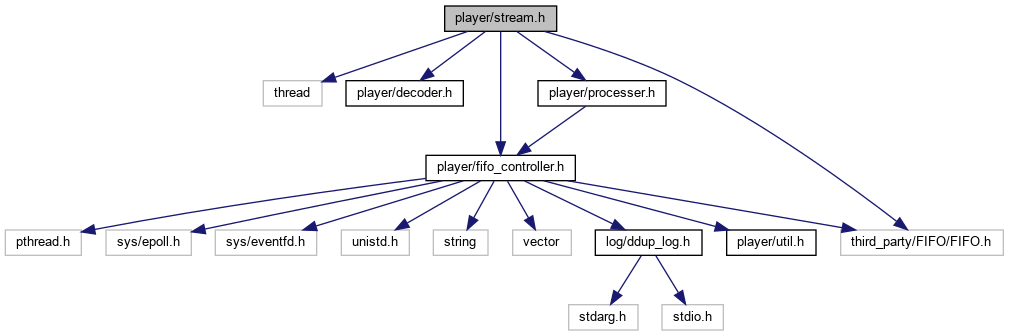 player/stream.h
thread
player/decoder.h
player/processer.h
player/fifo_controller.h
pthread.h
sys/epoll.h
sys/eventfd.h
unistd.h
string
vector
log/ddup_log.h
player/util.h
third_party/FIFO/FIFO.h
stdarg.h
stdio.h